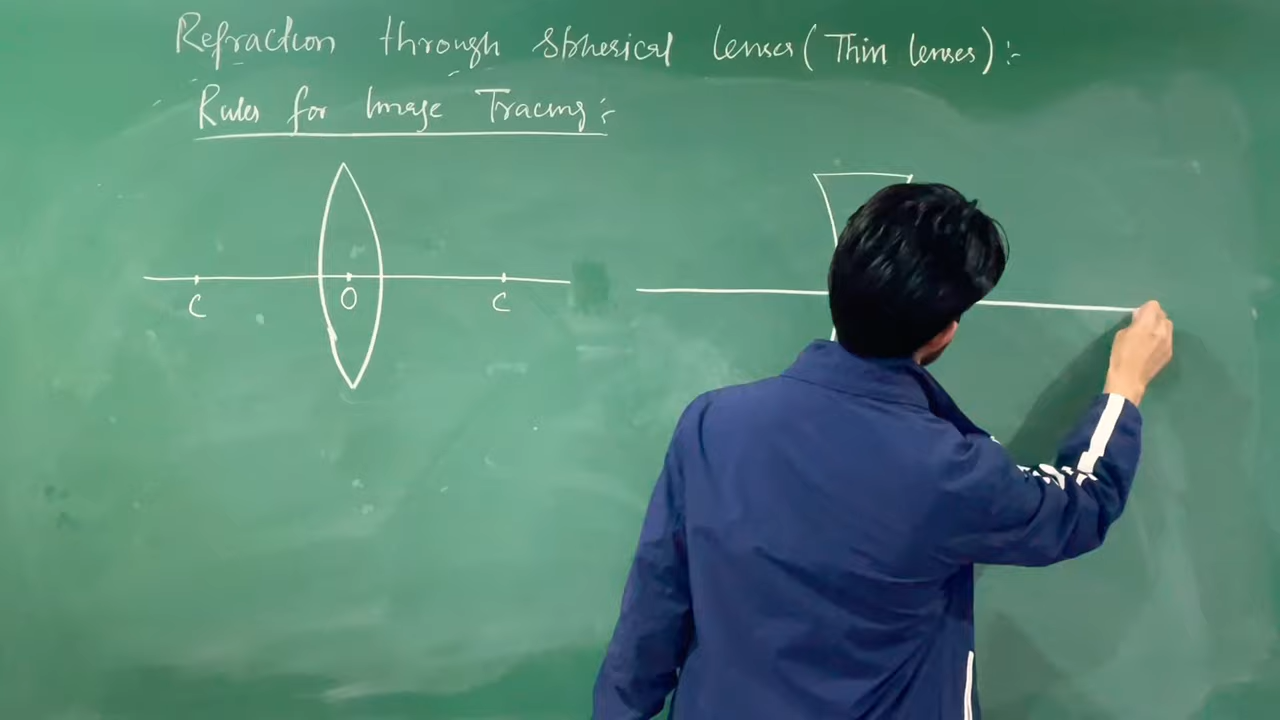 Refraction through Spherical lenses (Thin lenses) :-
Rules for Image Tracing :-
C O C